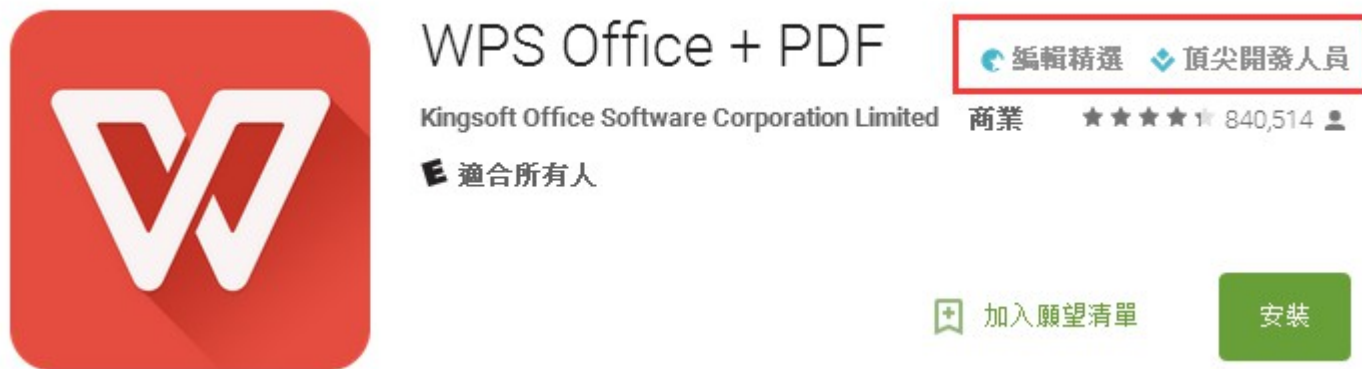 WPS Office + PDF
編輯精選 頂尖開發人員
Kingsoft Office Software Corporation Limited 商業 840,514
E 適合所有人
加入願望清單
安裝